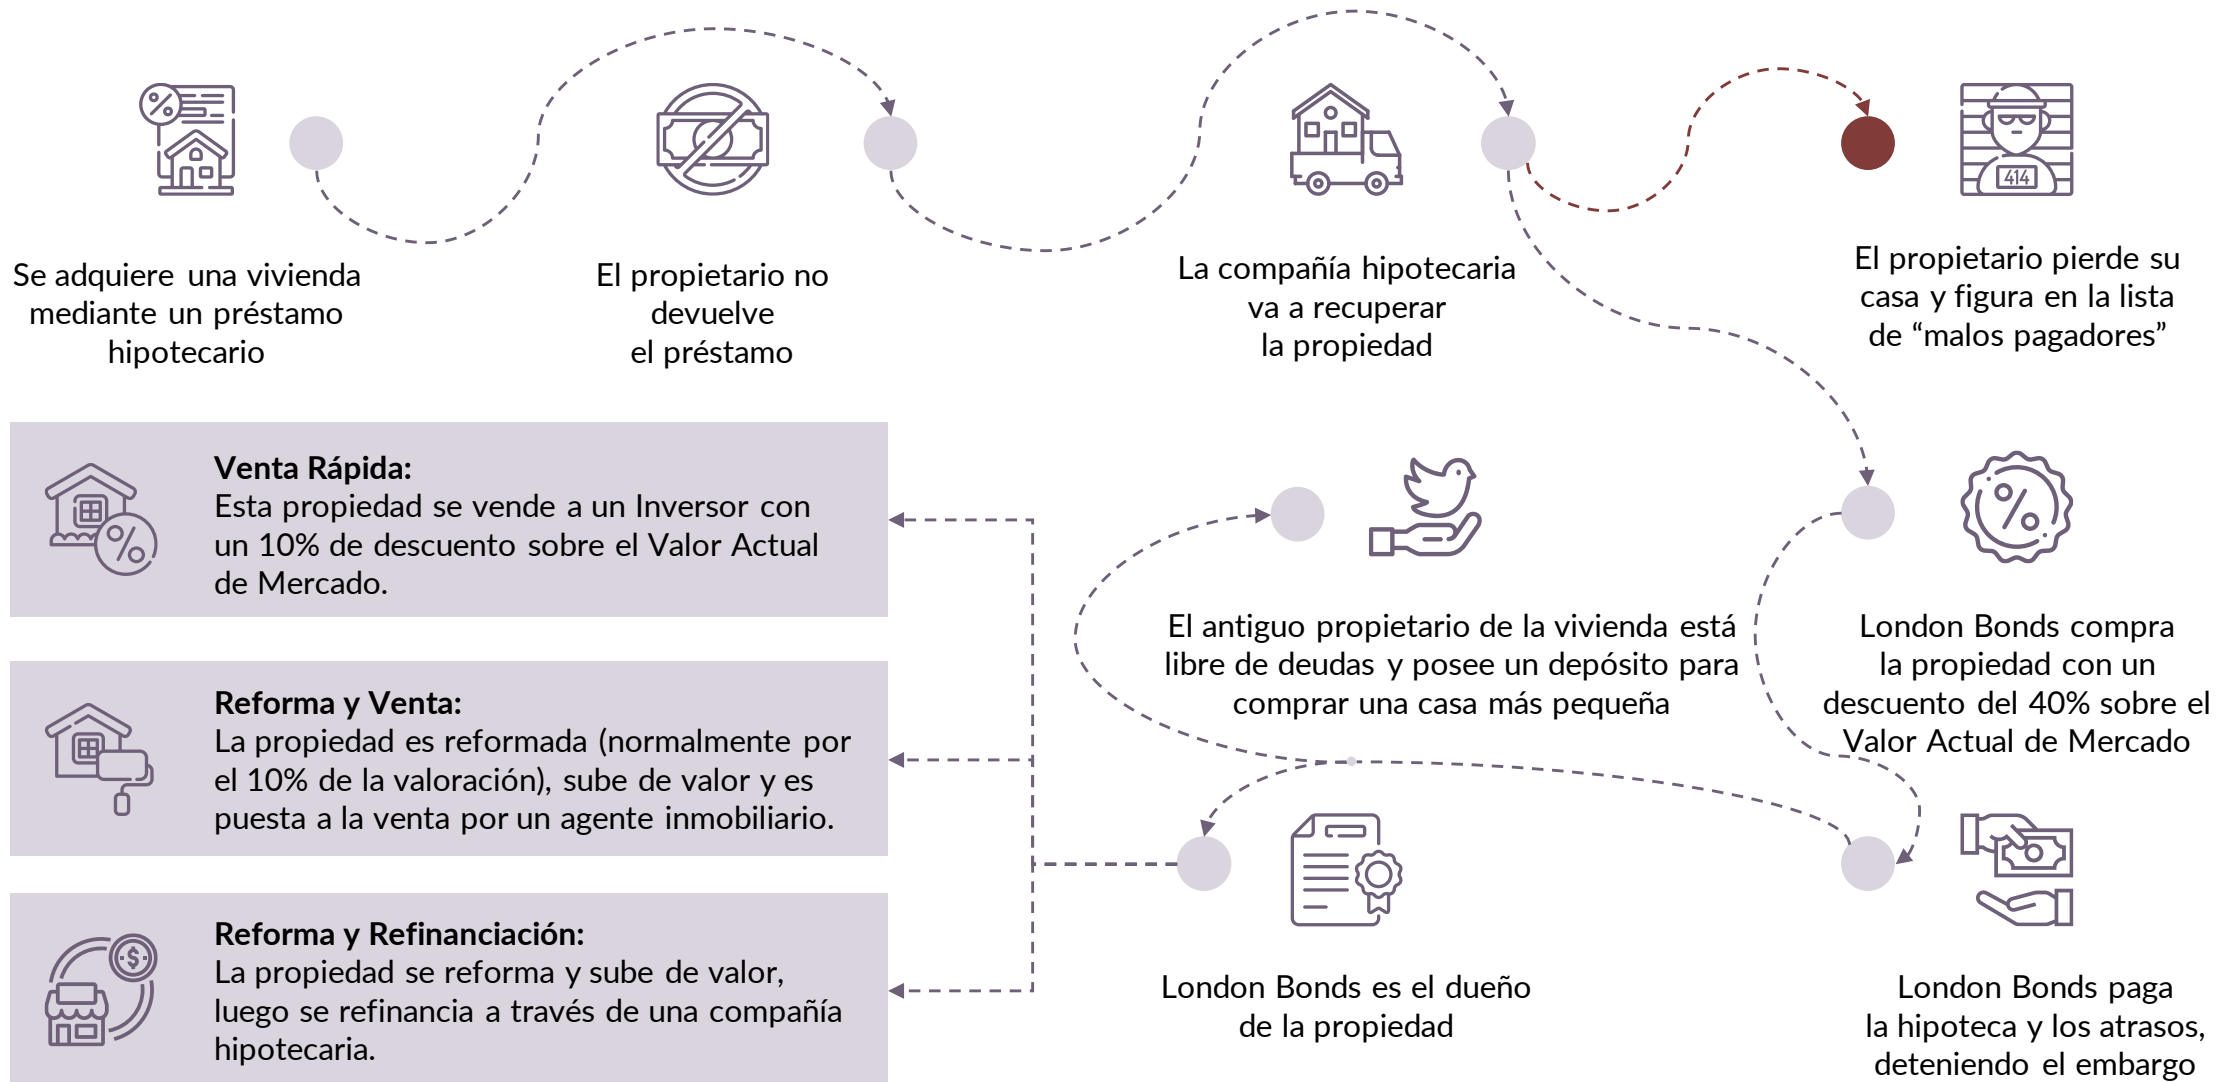 Se adquiere una vivienda
mediante un préstamo
hipotecario
El propietario no
devuelve
el préstamo
La compañía hipotecaria
va a recuperar
la propiedad
414
El propietario pierde su
casa y figura en la lista
de “malos pagadores”
London Bonds compra
la propiedad con un
descuento del 40% sobre el
Valor Actual de Mercado
London Bonds paga
la hipoteca y los atrasos,
deteniendo el embargo
El antiguo propietario de la vivienda está
libre de deudas y posee un depósito para
comprar una casa más pequeña
London Bonds es el dueño
de la propiedad
Venta Rápida:
Esta propiedad se vende a un Inversor con
un 10% de descuento sobre el Valor Actual
de Mercado.
Reforma y Venta:
La propiedad es reformada (normalmente por
el 10% de la valoración), sube de valor y es
puesta a la venta por un agente inmobiliario.
Reforma y Refinanciación:
La propiedad se reforma y sube de valor,
luego se refinancia a través de una compañía
hipotecaria.